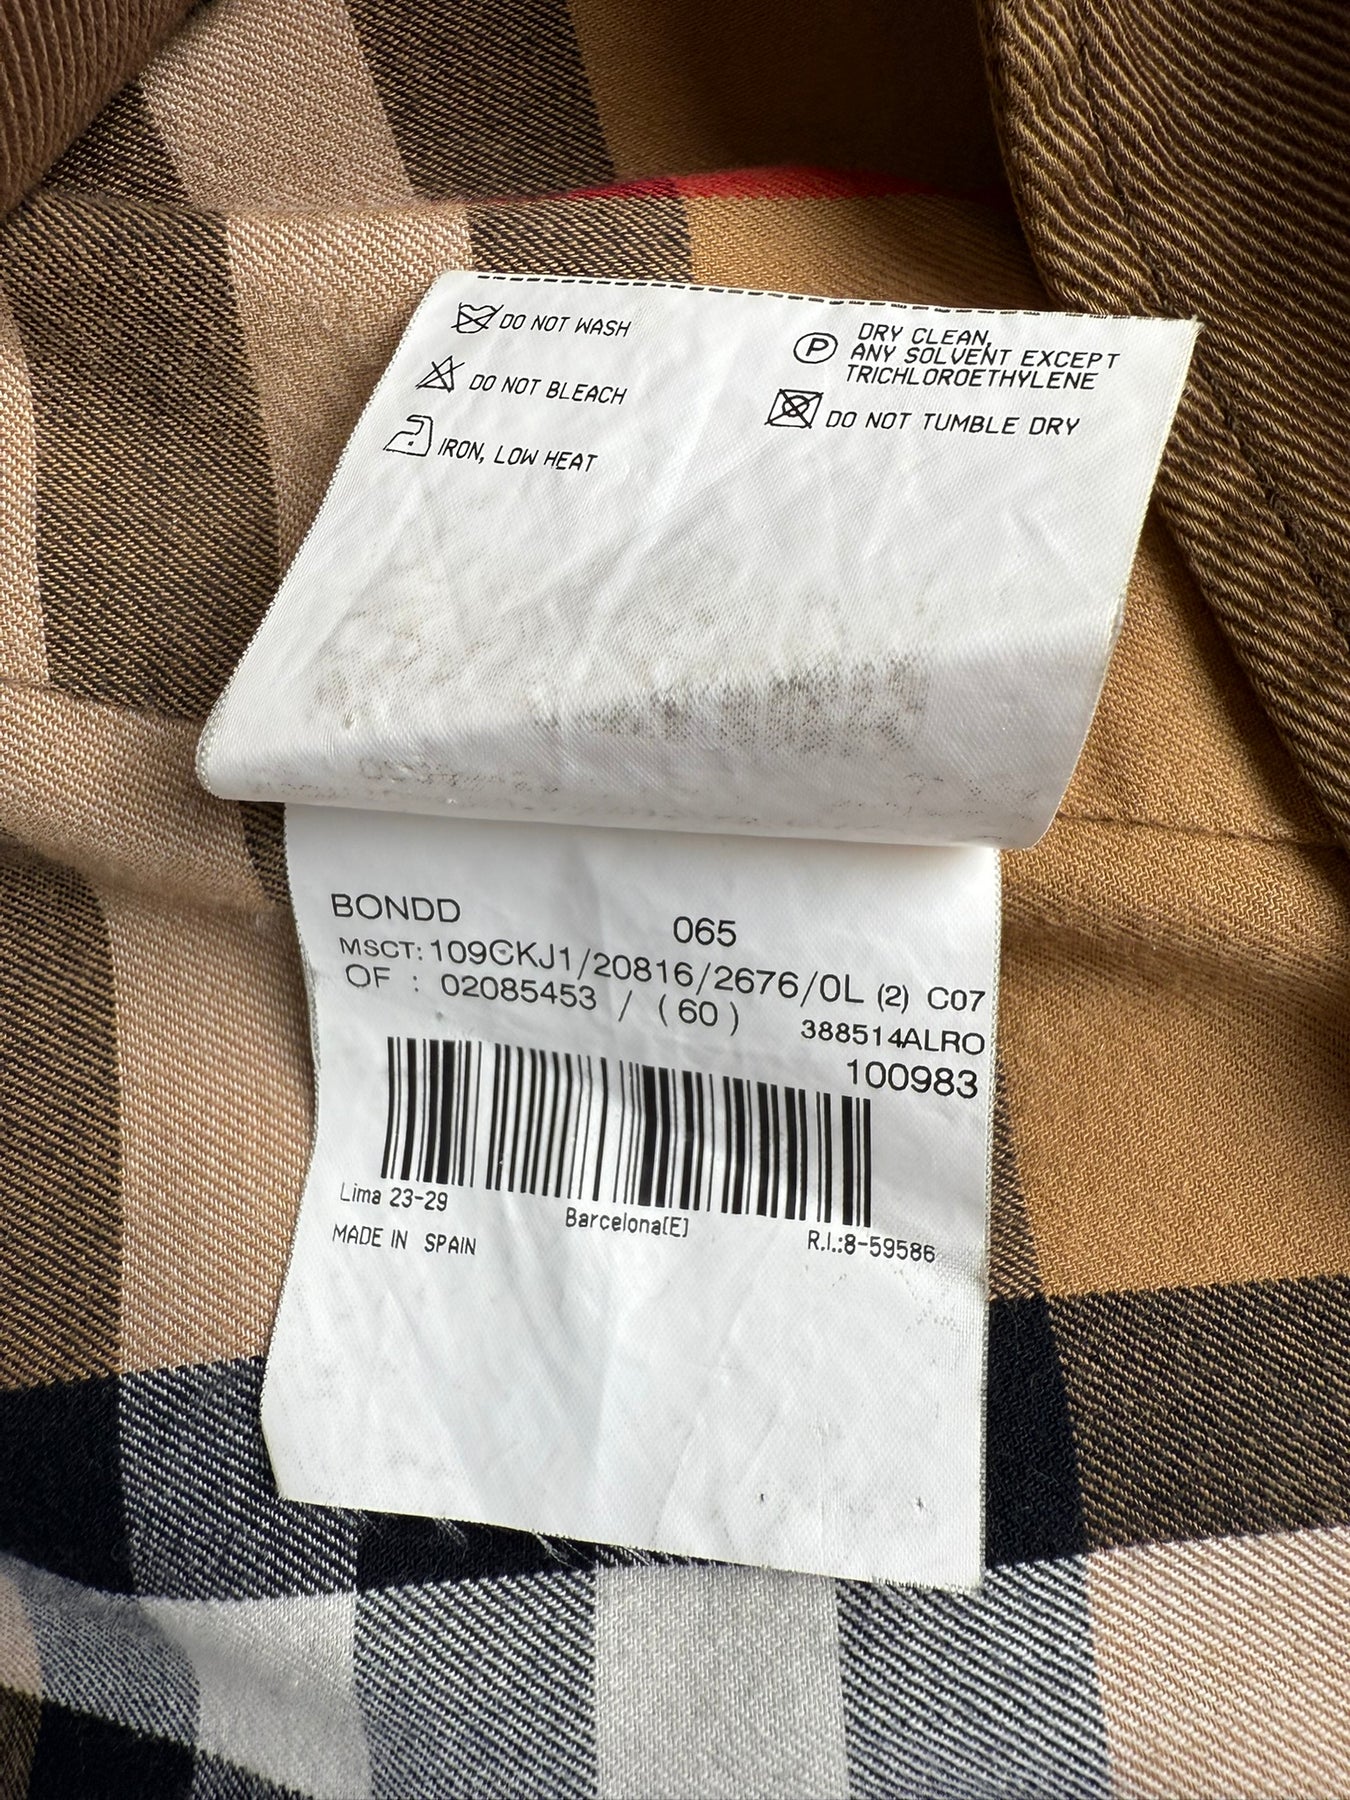 DO NOT WASH
DO NOT BLEACH
IRON, LOW HEAT
P
DRY CLEAN,
ANY SOLVENT EXCEPT
TRICHLOROETHYLENE
DO NOT TUMBLE DRY
BONDD 065
MSCT: 109CKJ1/20816/2676/0L (2) C07
OF : 02085453 / (60) 388514ALRO
100983
Lima 23-29 Barcelona[E] R.I.:8-59586
MADE IN SPAIN